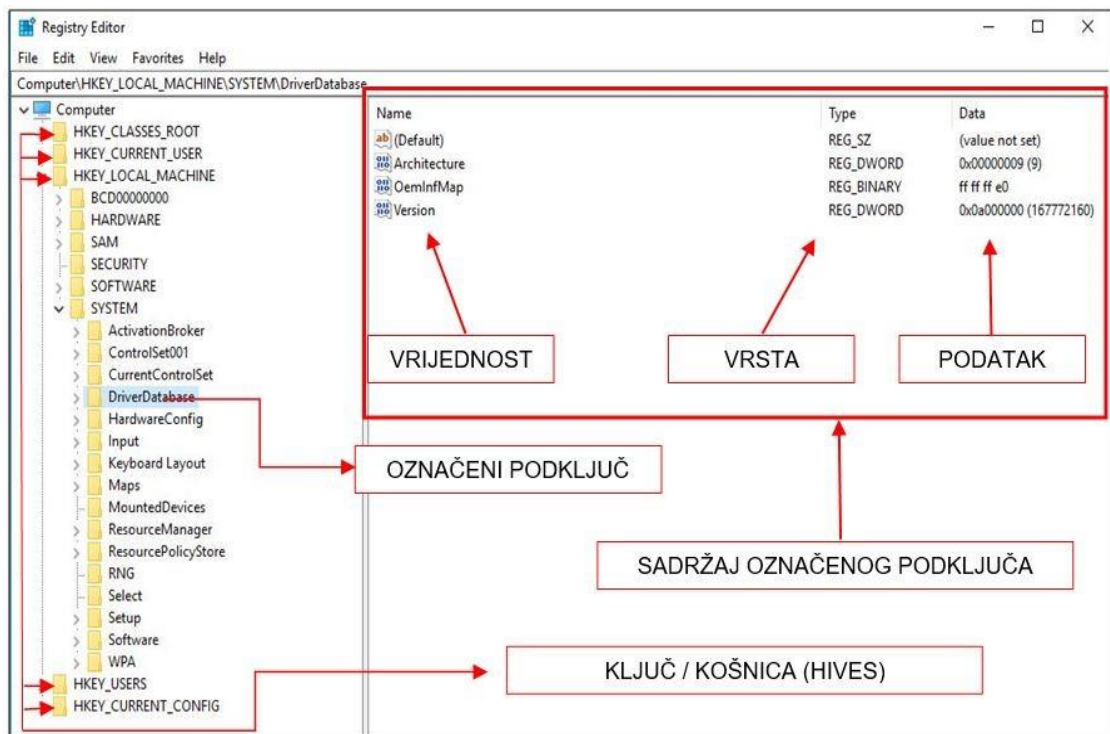 Registry Editor
File Edit View Favorites Help
Computer\HKEY_LOCAL_MACHINE\SYSTEM\DriverDatabase
Computer
HKEY_CLASSES_ROOT
HKEY_CURRENT_USER
HKEY_LOCAL_MACHINE
BCD00000000
HARDWARE
SAM
SECURITY
SOFTWARE
SYSTEM
ActivationBroker
ControlSet001
CurrentControlSet
DriverDatabase
HardwareConfig
Input
Keyboard Layout
Maps
MountedDevices
ResourceManager
ResourcePolicyStore
RNG
Select
Setup
Software
WPA
HKEY_USERS
HKEY_CURRENT_CONFIG
Name Type Data
(Default) REG_SZ (value not set)
Architecture REG_DWORD 0x00000009 (9)
OemInfMap REG_BINARY ff ff ff e0
Version REG_DWORD 0x0a000000 (167772160)
VRIJEDNOST VRSTA PODATAK
OZNAČENI PODKLJUČ
SADRŽAJ OZNAČENOG PODKLJUČA
KLJUČ / KOŠNICA (HIVES)